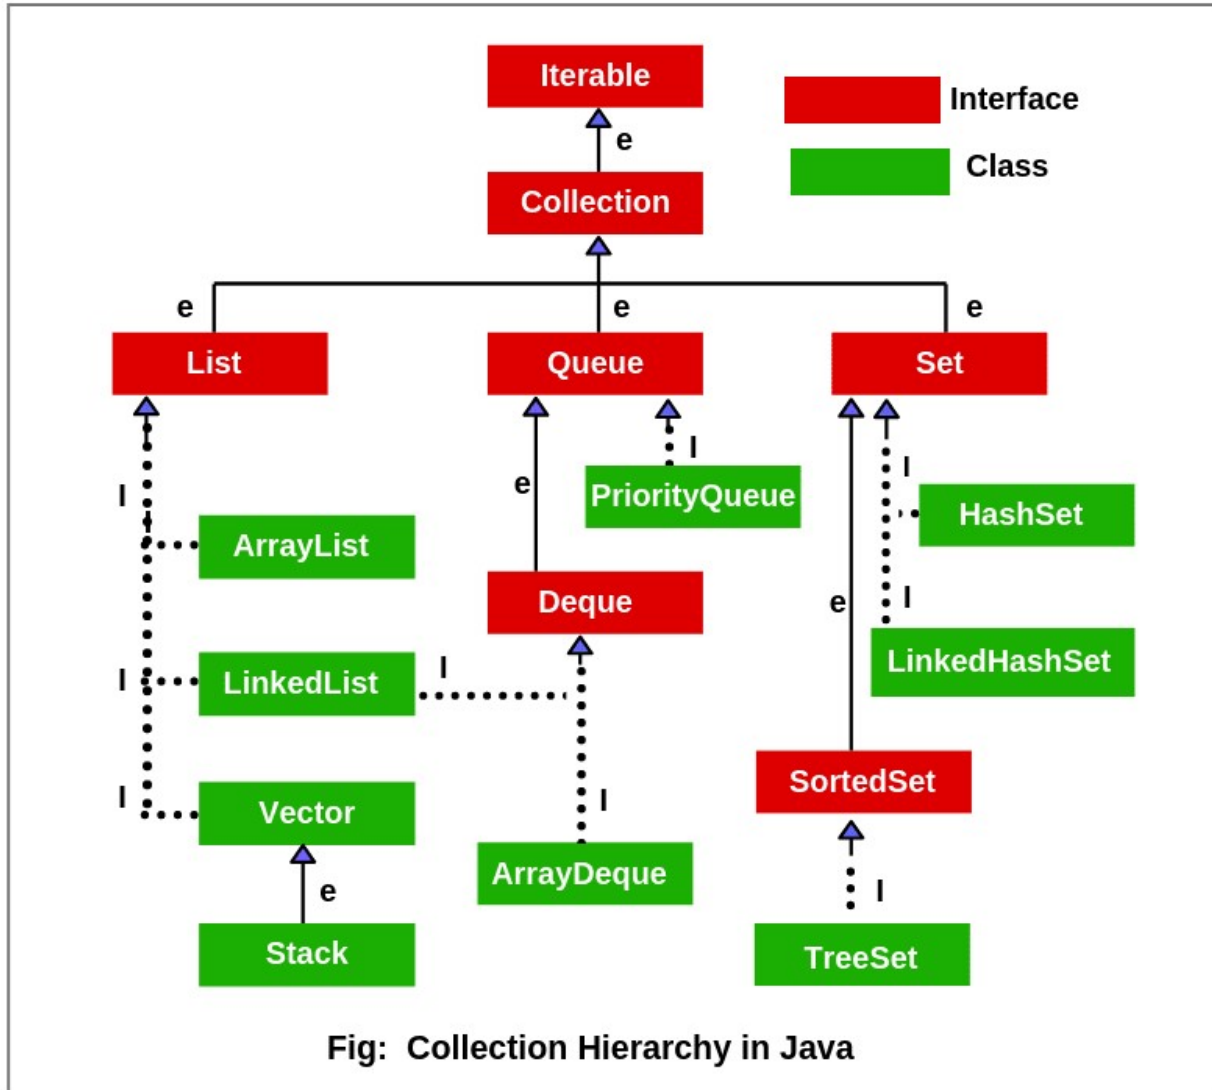 Iterable
Interface
e
Class
Collection
e
e
e
List
Queue
Set
I
I
e
I
PriorityQueue
HashSet
ArrayList
e
I
Deque
I
I
LinkedList
LinkedHashSet
I
I
SortedSet
Vector
e
ArrayDeque
I
Stack
TreeSet
Fig: Collection Hierarchy in Java